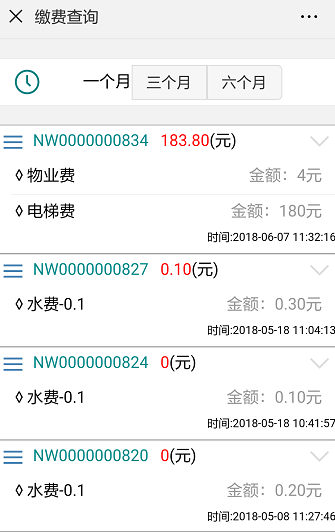 缴费查询
一个月 三个月 六个月
NW0000000834 183.80(元)
物业费 金额：4元
电梯费 金额：180元
时间:2018-06-07 11:32:16
NW0000000827 0.10(元)
水费-0.1 金额：0.30元
时间:2018-05-18 11:04:13
NW0000000824 0(元)
水费-0.1 金额：0.10元
时间:2018-05-18 10:41:57
NW0000000820 0(元)
水费-0.1 金额：0.20元
时间:2018-05-08 11:27:46